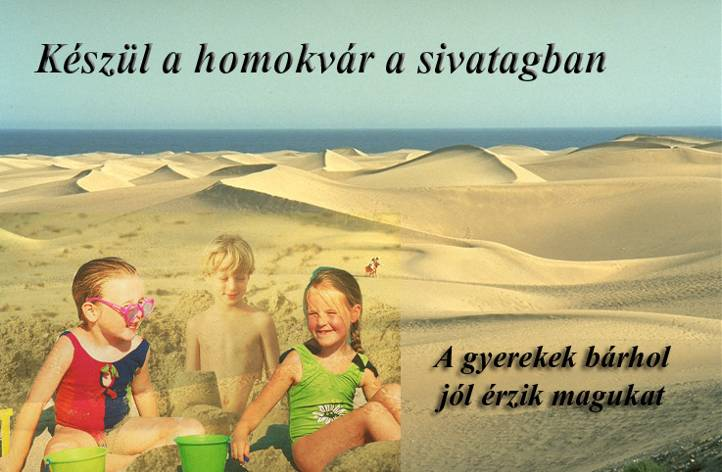 Készül a homokvár a sivatagban
A gyerekek bárhol
jól érzik magukat